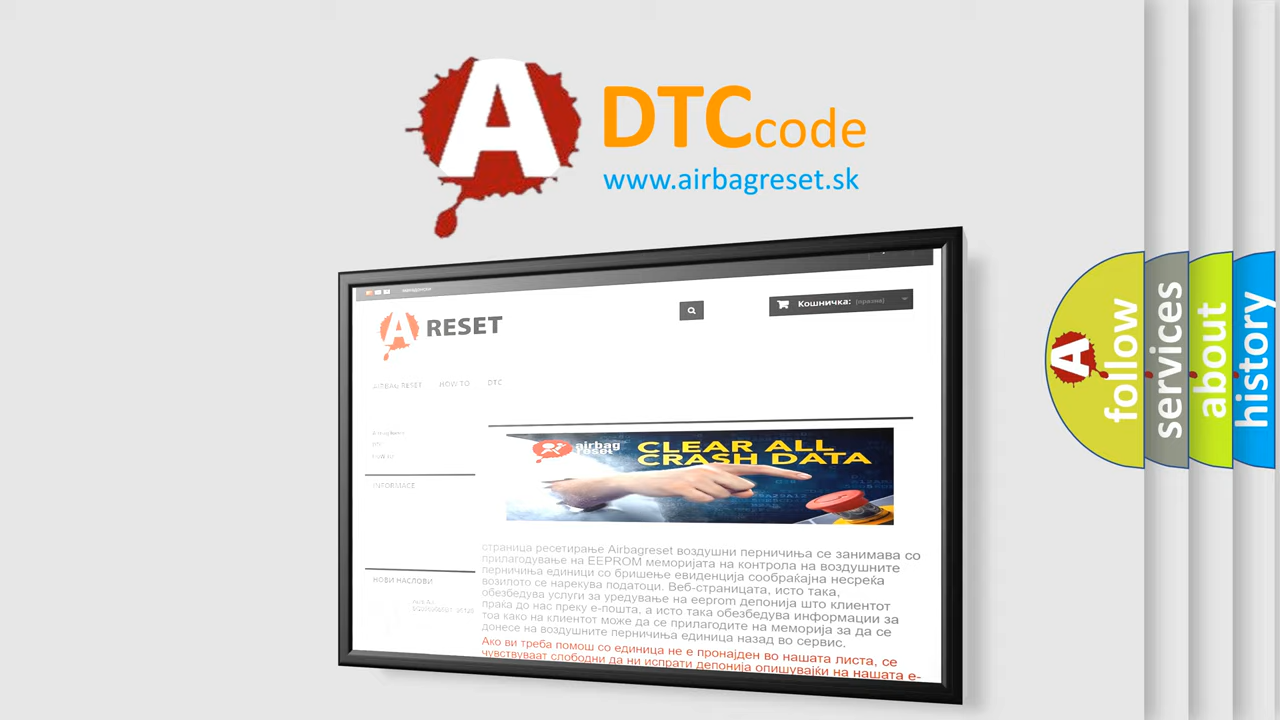 A
DTCcode
www.airbagreset.sk
A RESET
Кошничка: (празна)
AIRBAG RESET HOW TO DTC
INFORMACE
НОВИ НАСЛОВИ
airbag
reset
CLEAR ALL
CRASH DATA
страница ресетирање Airbagreset воздушни перничиња се занимава со
прилагодување на EEPROM меморијата на контрола на воздушните
перничиња единици со бришење евиденција сообраќајна несреќа
возилото се нарекува податоци. Веб-страницата, исто така,
обезбедува услуги за уредување на eeprom депонија што клиентот
праќа до нас преку е-пошта, а исто така обезбедува информации за
тоа како на клиентот може да се прилагодите на меморија за да се
донесе на воздушните перничиња единица назад во сервис.
Ако ви треба помош со единица не е пронајден во нашата листа, се
чувствуваат слободни да ни испрати депонија опишувајќи на нашата е-
A
follow
services
about
history